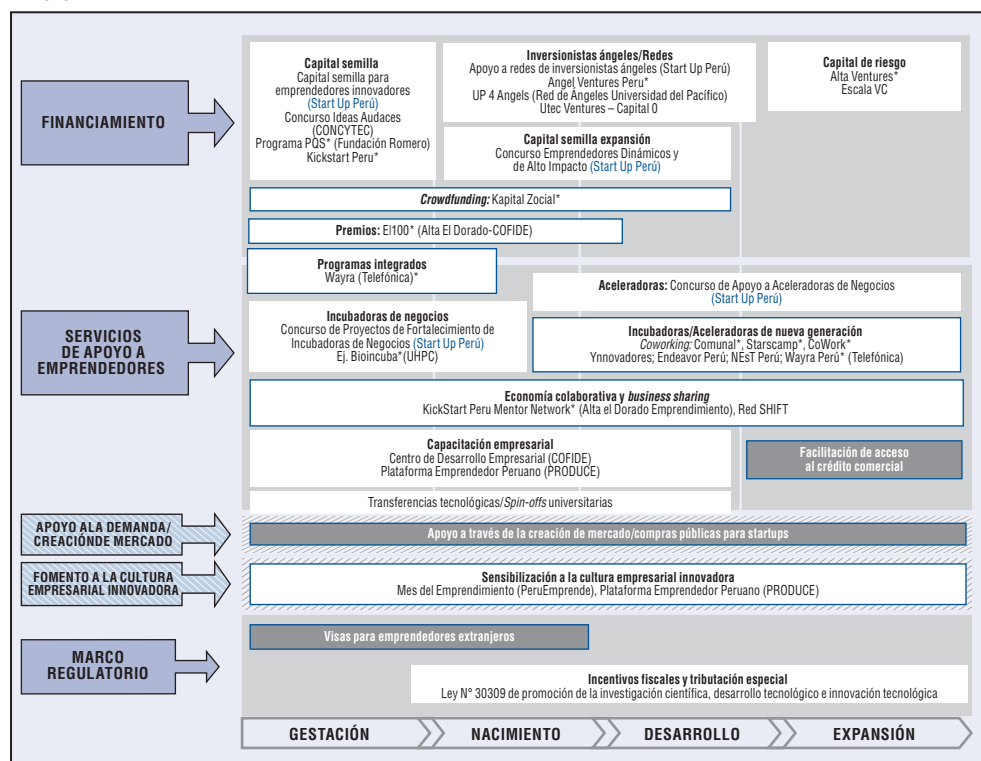 FINANCIAMIENTO
Capital semilla
Capital semilla para
emprendedores innovadores
(Start Up Perú)
Concurso Ideas Audaces
(CONCYTEC)
Programa PQS* (Fundación Romero)
Kickstart Peru*
Inversionistas ángeles/Redes
Apoyo a redes de inversionistas ángeles (Start Up Perú)
Angel Ventures Peru*
UP 4 Angels (Red de Ángeles Universidad del Pacífico)
Utec Ventures – Capital 0
Capital de riesgo
Alta Ventures*
Escala VC
Capital semilla expansión
Concurso Emprendedores Dinámicos y
de Alto Impacto (Start Up Perú)
Crowdfunding: Kapital Zocial*
Premios: El100* (Alta El Dorado-COFIDE)
SERVICIOS
DE APOYO A
EMPRENDEDORES
Programas integrados
Wayra (Telefónica)*
Aceleradoras: Concurso de Apoyo a Aceleradoras de Negocios
(Start Up Perú)
Incubadoras de negocios
Concurso de Proyectos de Fortalecimiento de
Incubadoras de Negocios (Start Up Perú)
Ej. Bioincuba*(UHPC)
Incubadoras/Aceleradoras de nueva generación
Coworking: Comunal*, Starscamp*, CoWork*
Ynnovadores; Endeavor Perú; NEsT Perú; Wayra Perú* (Telefónica)
Economía colaborativa y business sharing
KickStart Peru Mentor Network* (Alta el Dorado Emprendimiento), Red SHIFT
Capacitación empresarial
Centro de Desarrollo Empresarial (COFIDE)
Plataforma Emprendedor Peruano (PRODUCE)
Facilitación de acceso
al crédito comercial
Transferencias tecnológicas/Spin-offs universitarias
APOYO ALA DEMANDA/
CREACIÓNDE MERCADO
Apoyo a través de la creación de mercado/compras públicas para startups
FOMENTO A LA CULTURA
EMPRESARIAL INNOVADORA
Sensibilización a la cultura empresarial innovadora
Mes del Emprendimiento (PeruEmprende), Plataforma Emprendedor Peruano (PRODUCE)
MARCO
REGULATORIO
Visas para emprendedores extranjeros
Incentivos fiscales y tributación especial
Ley N° 30309 de promoción de la investigación científica, desarrollo tecnológico e innovación tecnológica
GESTACIÓN
NACIMIENTO
DESARROLLO
EXPANSIÓN